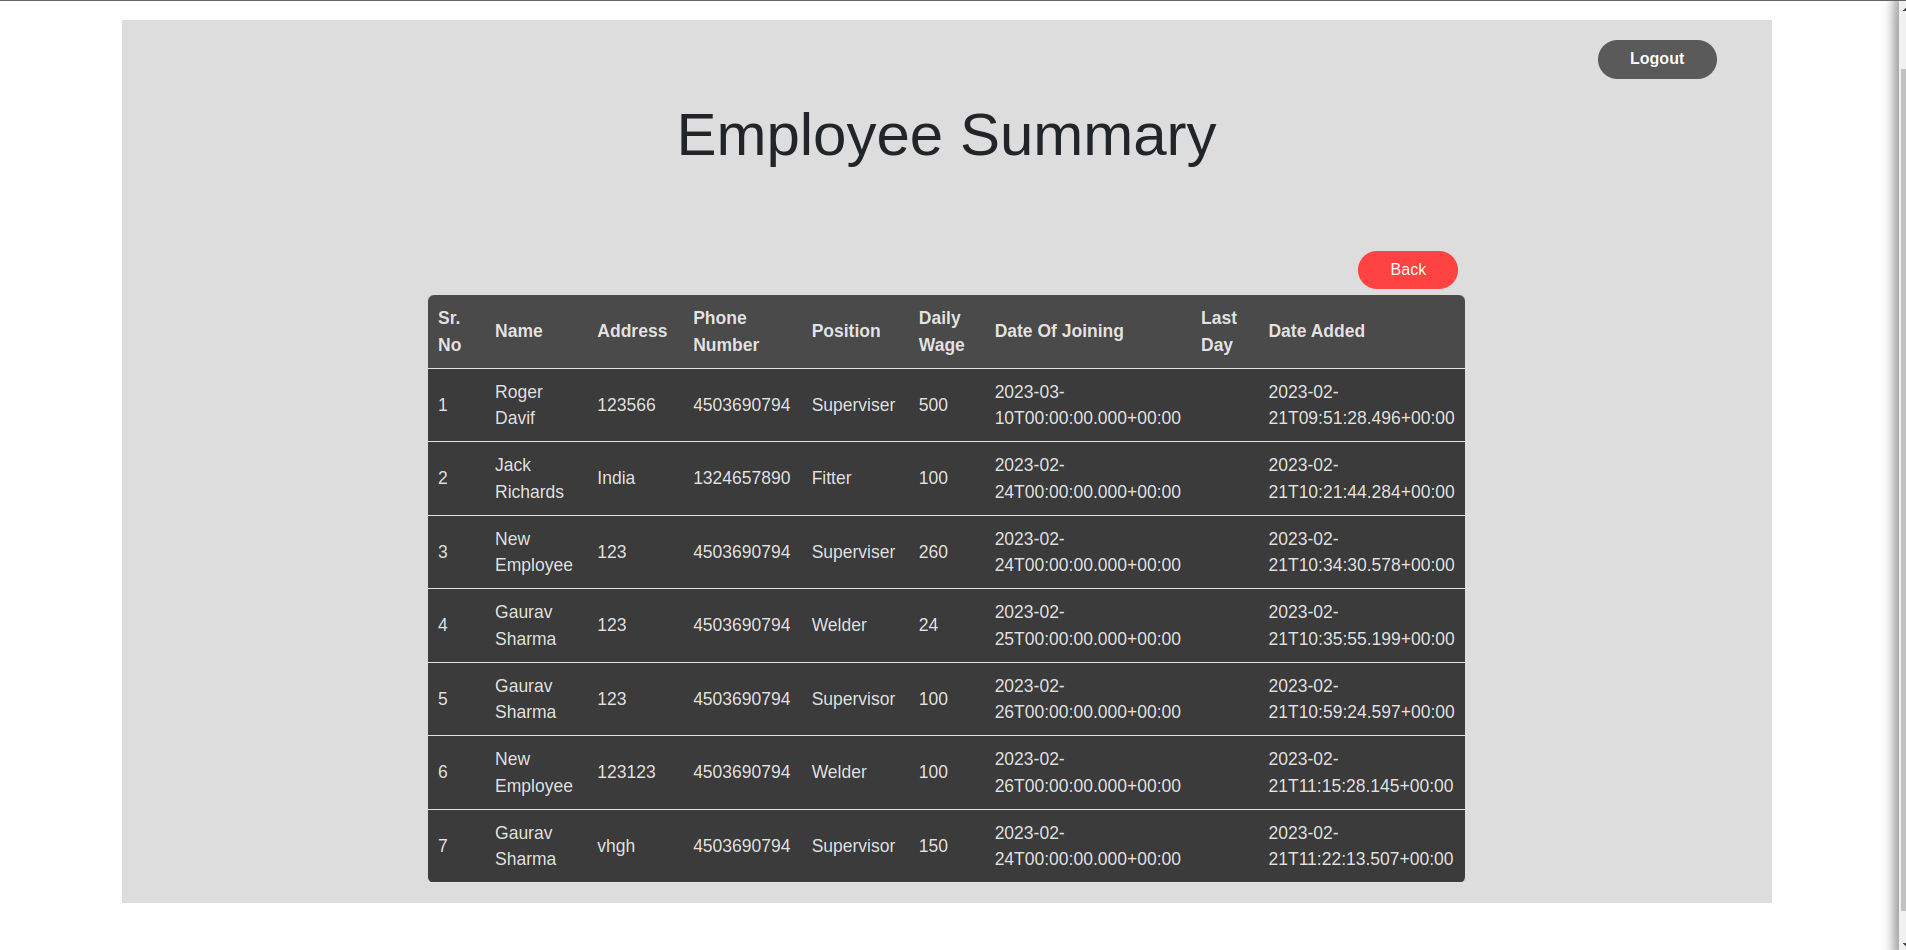 Logout
Employee Summary
Back
Sr. No Name Address Phone Number Position Daily Wage Date Of Joining Last Day Date Added
1 Roger Davif 123566 4503690794 Superviser 500 2023-03-10T00:00:00.000+00:00 2023-02-21T09:51:28.496+00:00
2 Jack Richards India 1324657890 Fitter 100 2023-02-24T00:00:00.000+00:00 2023-02-21T10:21:44.284+00:00
3 New Employee 123 4503690794 Superviser 260 2023-02-24T00:00:00.000+00:00 2023-02-21T10:34:30.578+00:00
4 Gaurav Sharma 123 4503690794 Welder 24 2023-02-25T00:00:00.000+00:00 2023-02-21T10:35:55.199+00:00
5 Gaurav Sharma 123 4503690794 Supervisor 100 2023-02-26T00:00:00.000+00:00 2023-02-21T10:59:24.597+00:00
6 New Employee 123123 4503690794 Welder 100 2023-02-26T00:00:00.000+00:00 2023-02-21T11:15:28.145+00:00
7 Gaurav Sharma vhgh 4503690794 Supervisor 150 2023-02-24T00:00:00.000+00:00 2023-02-21T11:22:13.507+00:00